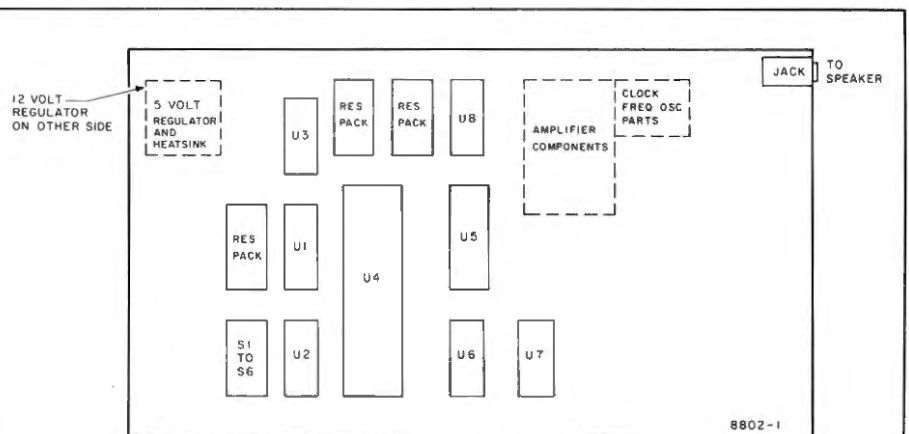 12 VOLT
REGULATOR
ON OTHER SIDE
5 VOLT
REGULATOR
AND
HEATSINK
U3
RES
PACK
RES
PACK
U8
AMPLIFIER
COMPONENTS
CLOCK
FREQ OSC
PARTS
JACK
TO
SPEAKER
RES
PACK
U1
U4
U5
S1
TO
S6
U2
U6
U7
8802-1